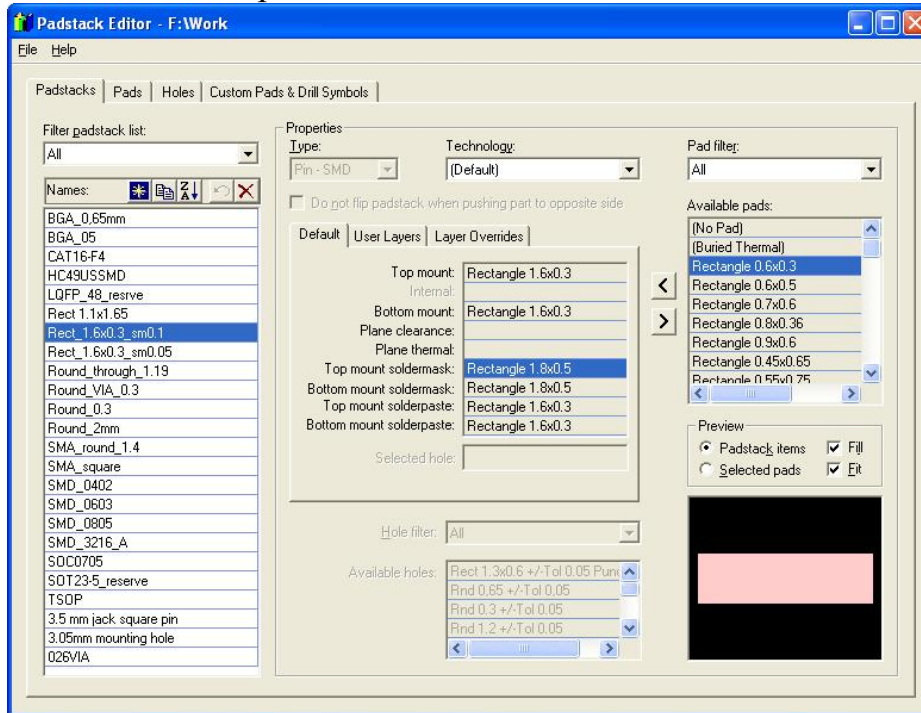 Padstack Editor - F:\Work
File Help
Padstacks Pads Holes Custom Pads & Drill Symbols
Filter padstack list:
All
Names:
BGA_0,65mm
BGA_05
CAT16-F4
HC49USSMD
LQFP_48_resrve
Rect 1.1x1.65
Rect_1.6x0.3_sm0.1
Rect_1.6x0.3_sm0.05
Round_through_1.19
Round_VIA_0.3
Round_0.3
Round_2mm
SMA_round_1.4
SMA_square
SMD_0402
SMD_0603
SMD_0805
SMD_3216_A
SOC0705
SOT23-5_reserve
TSOP
3.5 mm jack square pin
3.05mm mounting hole
026VIA
Properties
Type: Technology:
Pin - SMD (Default)
Do not flip padstack when pushing part to opposite side
Default User Layers Layer Overrides
Top mount: Rectangle 1.6x0.3
Internal:
Bottom mount: Rectangle 1.6x0.3
Plane clearance:
Plane thermal:
Top mount soldermask: Rectangle 1.8x0.5
Bottom mount soldermask: Rectangle 1.8x0.5
Top mount solderpaste: Rectangle 1.6x0.3
Bottom mount solderpaste: Rectangle 1.6x0.3
Selected hole:
Hole filter: All
Available holes: Rect 1.3x0.6 +/-Tol 0.05 Punc
Rnd 0,65 +/-Tol 0,05
Rnd 0.3 +/-Tol 0.05
Rnd 1.2 +/-Tol 0.05
Pad filter:
All
Available pads:
(No Pad)
(Buried Thermal)
Rectangle 0.6x0.3
Rectangle 0.6x0.5
Rectangle 0.7x0.6
Rectangle 0.8x0.36
Rectangle 0.9x0.6
Rectangle 0.45x0.65
Rectangle 0.55x0.75
Preview
Padstack items Fill
Selected pads Fit